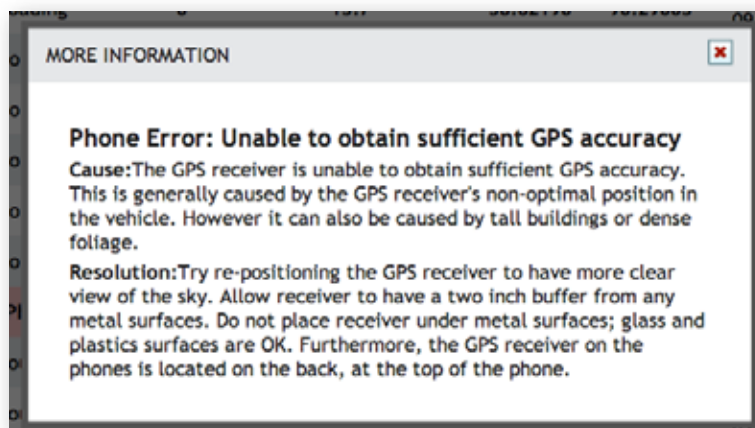 MORE INFORMATION
Phone Error: Unable to obtain sufficient GPS accuracy
Cause:The GPS receiver is unable to obtain sufficient GPS accuracy.
This is generally caused by the GPS receiver's non-optimal position in
the vehicle. However it can also be caused by tall buildings or dense
foliage.
Resolution:Try re-positioning the GPS receiver to have more clear
view of the sky. Allow receiver to have a two inch buffer from any
metal surfaces. Do not place receiver under metal surfaces; glass and
plastics surfaces are OK. Furthermore, the GPS receiver on the
phones is located on the back, at the top of the phone.